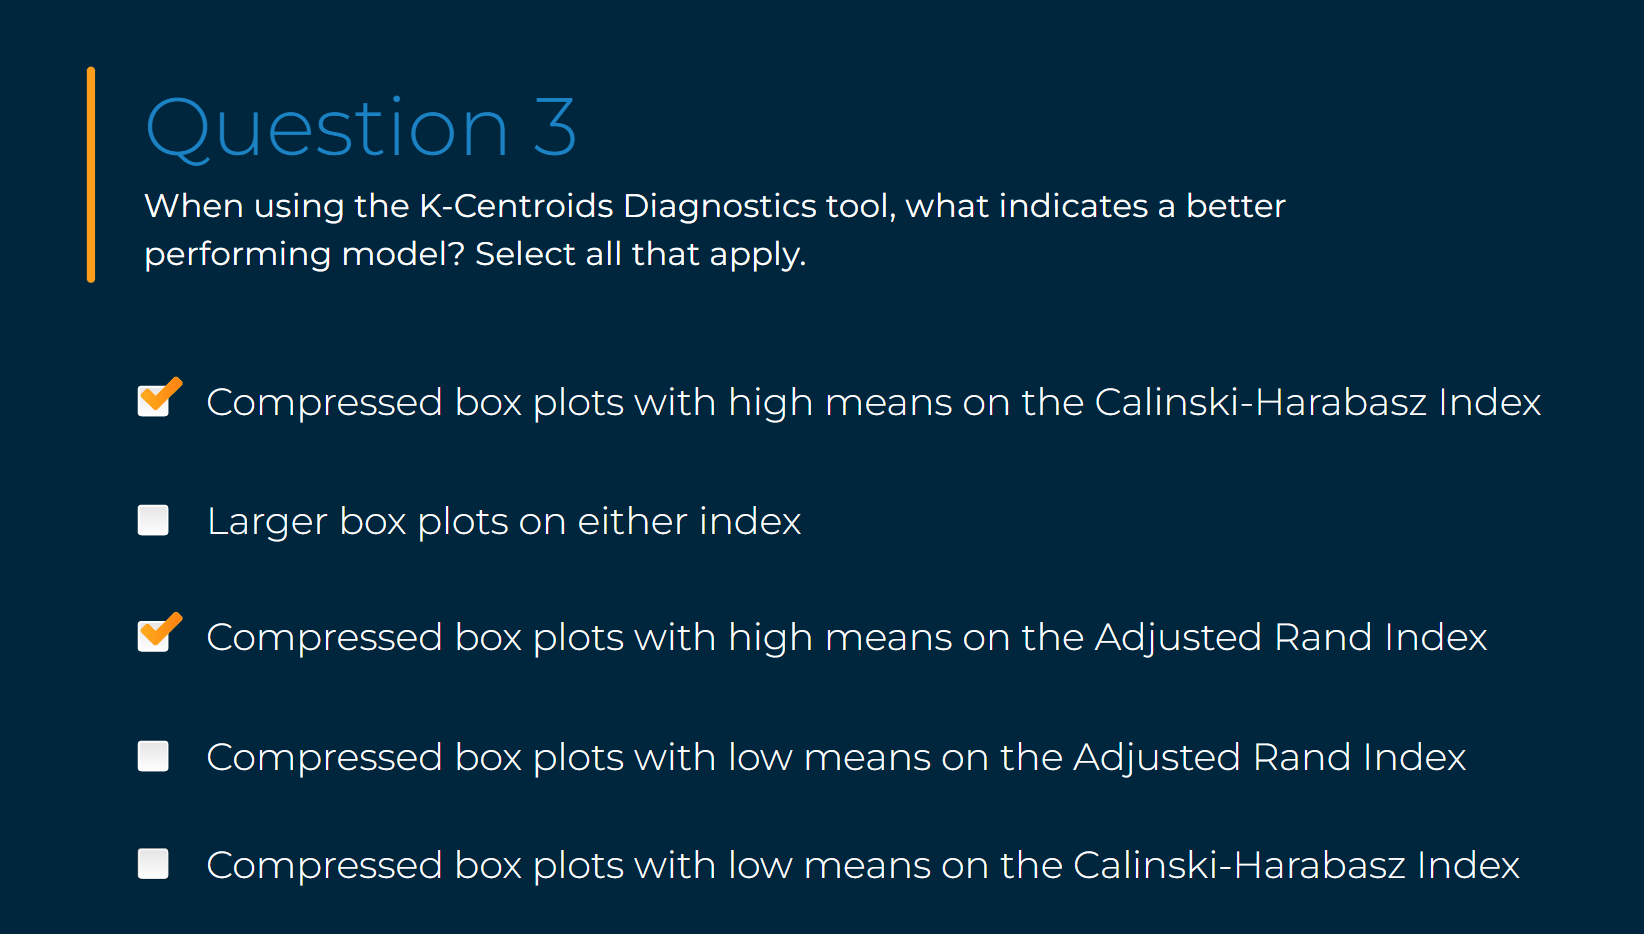 Question 3
When using the K-Centroids Diagnostics tool, what indicates a better
performing model? Select all that apply.
Compressed box plots with high means on the Calinski-Harabasz Index
Larger box plots on either index
Compressed box plots with high means on the Adjusted Rand Index
Compressed box plots with low means on the Adjusted Rand Index
Compressed box plots with low means on the Calinski-Harabasz Index